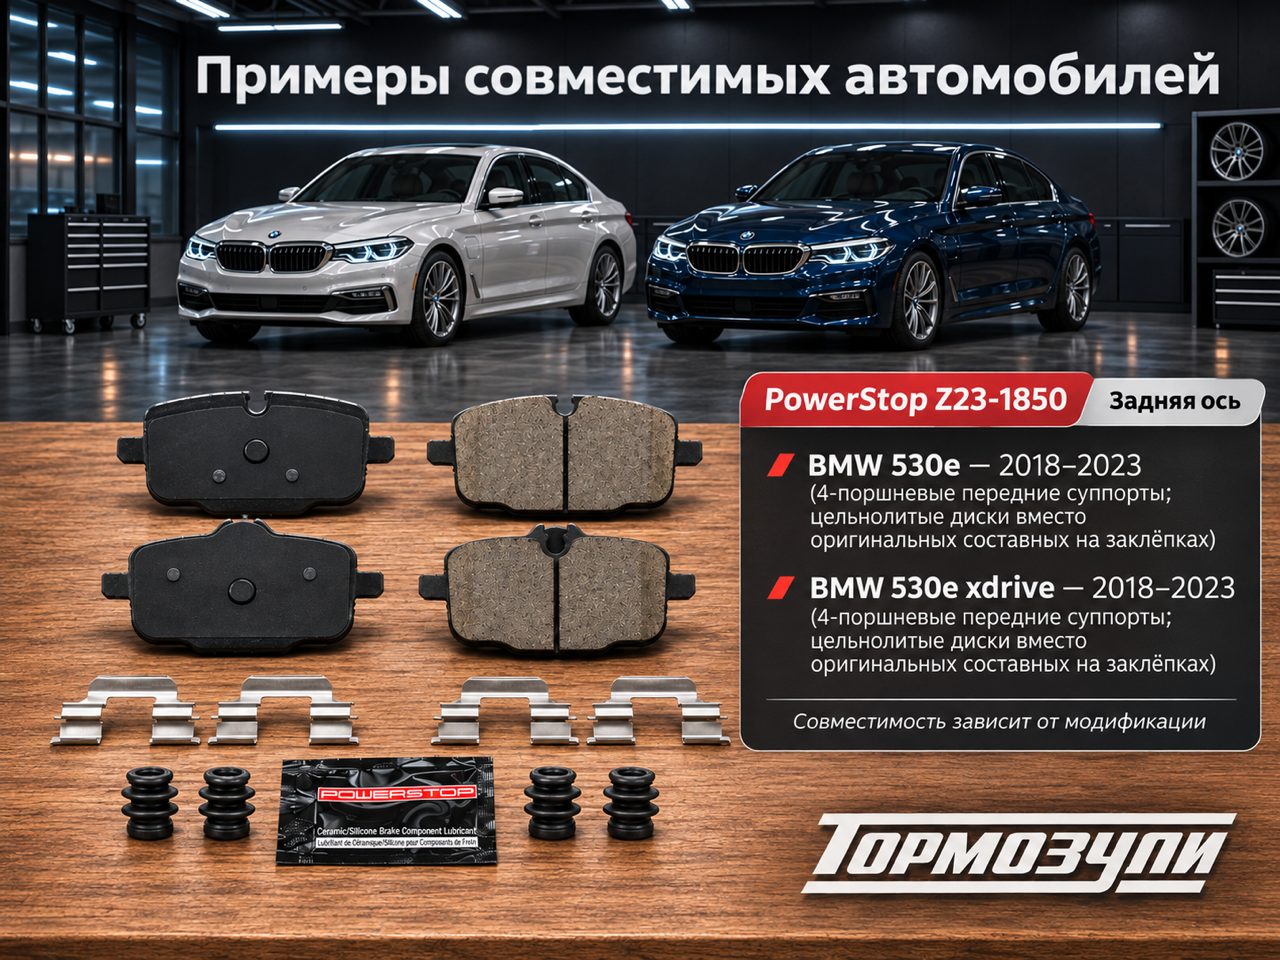 Примеры совместимых автомобилей
PowerStop Z23-1850
Задняя ось
BMW 530e – 2018–2023
(4-поршневые передние суппорты;
цельнолитые диски вместо
оригинальных составных на заклёпках)
BMW 530e xdrive – 2018–2023
(4-поршневые передние суппорты;
цельнолитые диски вместо
оригинальных составных на заклёпках)
Совместимость зависит от модификации
POWERSTOP
Ceramic/Silicone Brake Component Lubricant
Lubrifiant de Céramique/Silicone pour Composants de Frein
ТОРМОЗУЛИ